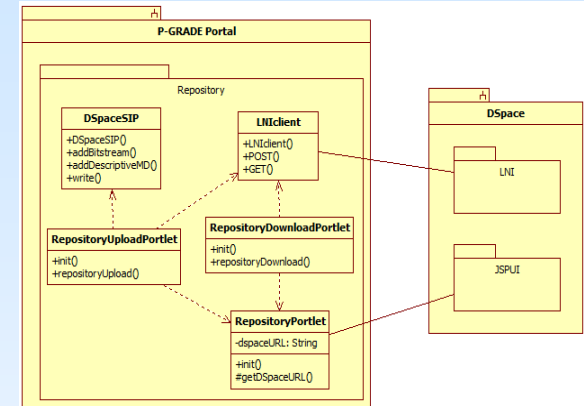 P-GRADE Portal
Repository
DSpaceSIP
+DSpaceSIP()
+addBitstream()
+addDescriptiveMD()
+write()
LNIclient
+LNIclient()
+POST()
+GET()
RepositoryUploadPortlet
+init()
+repositoryUpload()
RepositoryDownloadPortlet
+init()
+repositoryDownload()
RepositoryPortlet
-dspaceURL: String
+init()
#getDSpaceURL()
DSpace
LNI
JSPUI